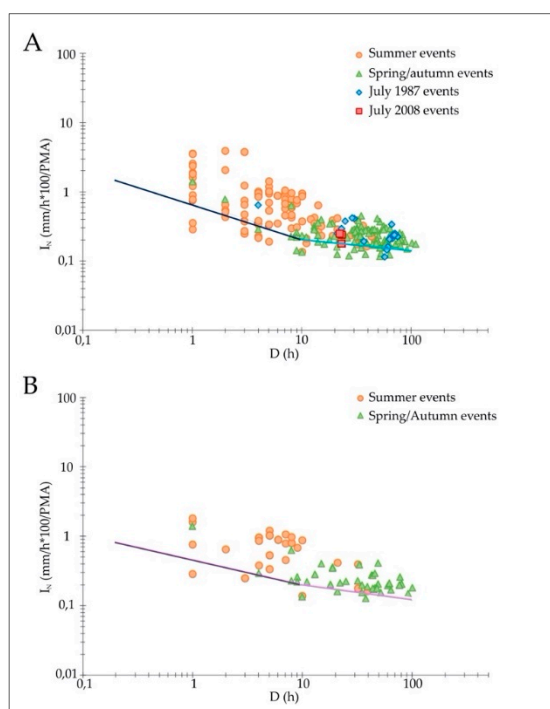 A
Summer events
Spring/autumn events
July 1987 events
July 2008 events
100
10
1
0,1
0,01
I_N (mm/h*100/PMA)
0,1
1
10
100
D (h)
B
Summer events
Spring/Autumn events
100
10
1
0,1
0,01
I_N (mm/h*100/PMA)
0,1
1
10
100
D (h)